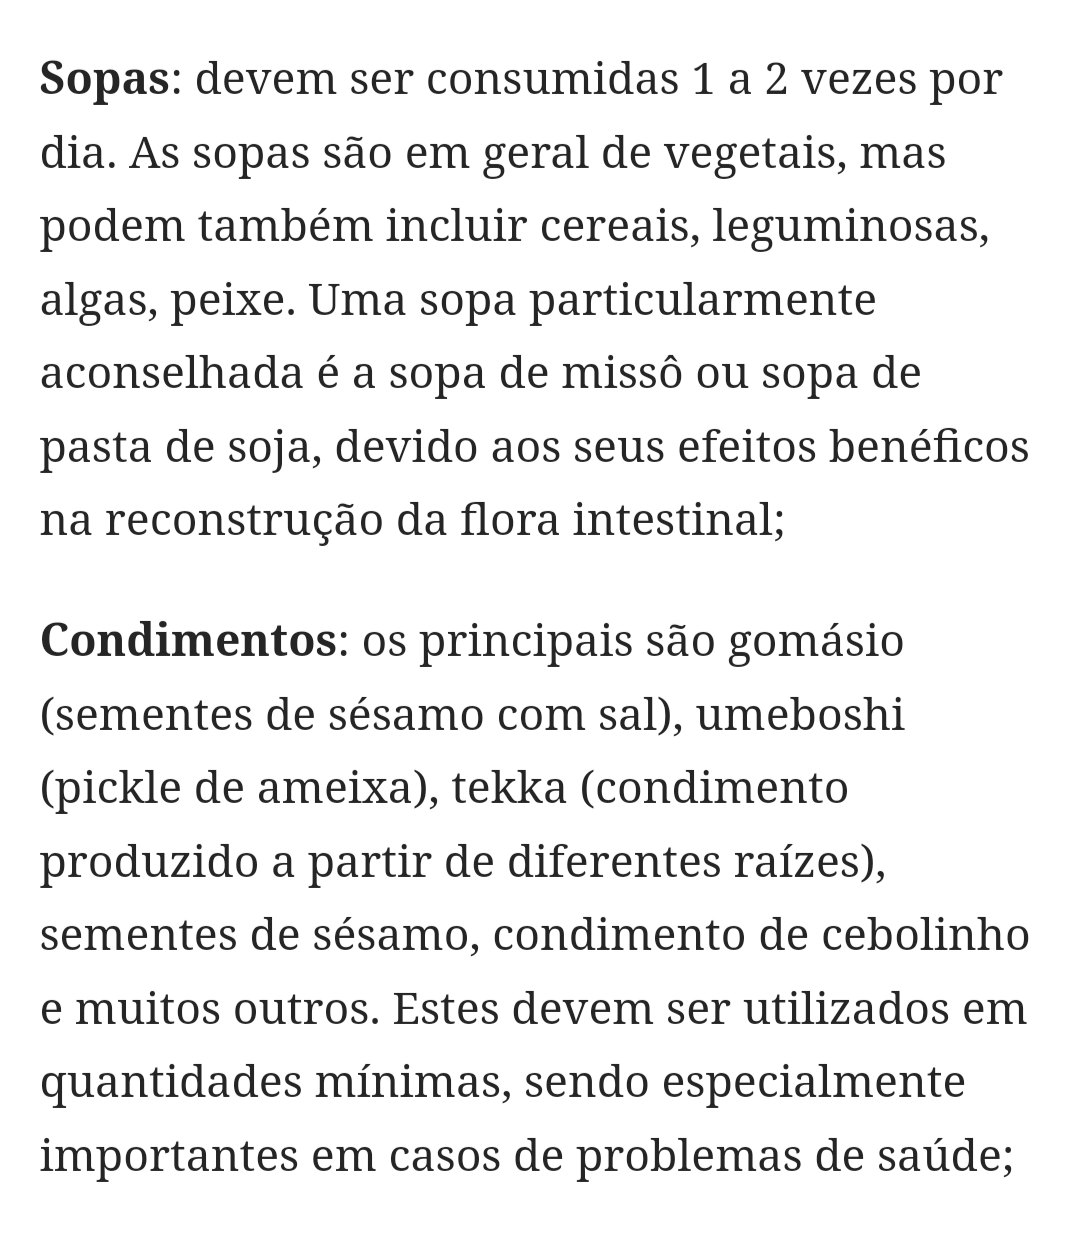 Sopas: devem ser consumidas 1 a 2 vezes por
dia. As sopas são em geral de vegetais, mas
podem também incluir cereais, leguminosas,
algas, peixe. Uma sopa particularmente
aconselhada é a sopa de missô ou sopa de
pasta de soja, devido aos seus efeitos benéficos
na reconstrução da flora intestinal;
Condimentos: os principais são gomásio
(sementes de sésamo com sal), umeboshi
(pickle de ameixa), tekka (condimento
produzido a partir de diferentes raízes),
sementes de sésamo, condimento de cebolinho
e muitos outros. Estes devem ser utilizados em
quantidades mínimas, sendo especialmente
importantes em casos de problemas de saúde;